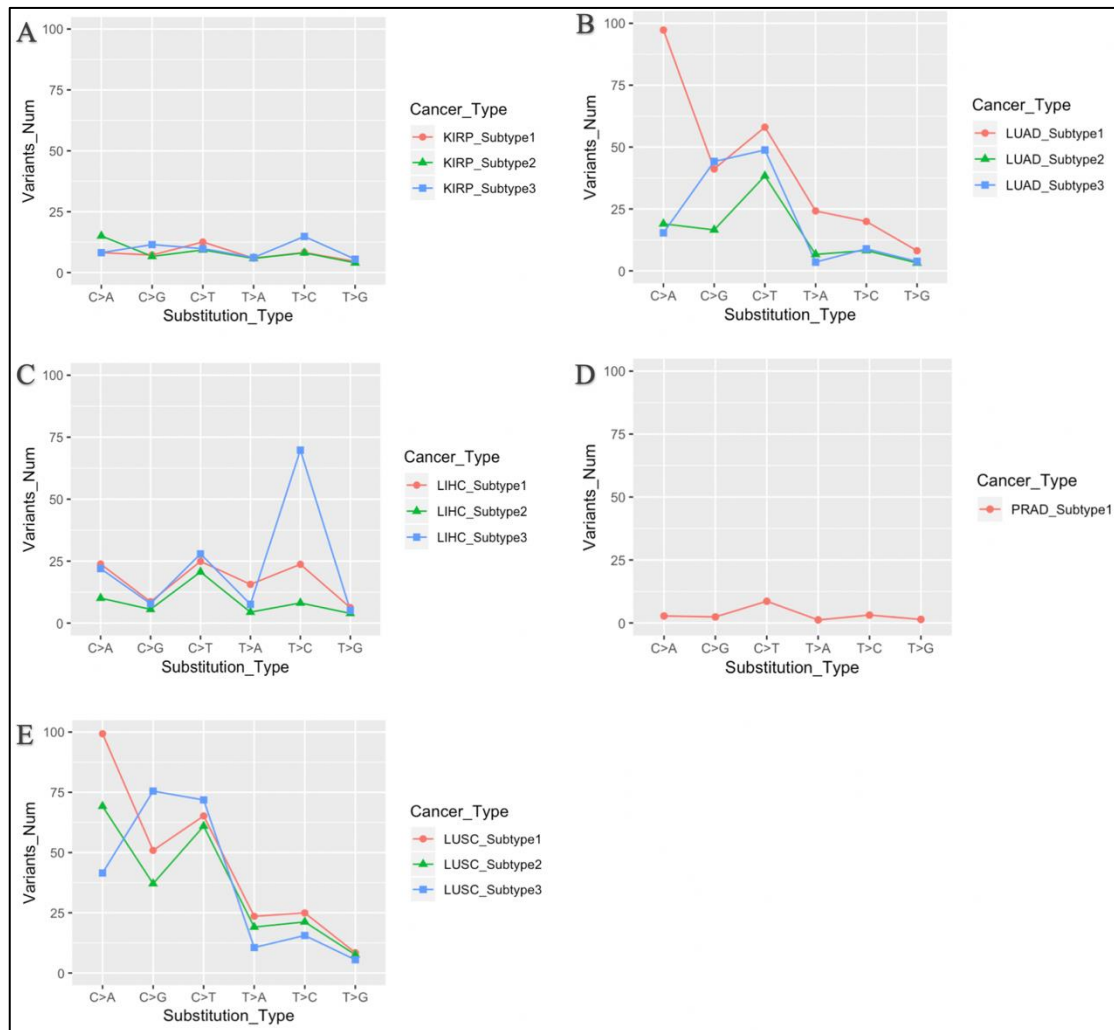 A
Variants_Num
100
75
50
25
0
C>A C>G C>T T>A T>C T>G
Substitution_Type
Cancer_Type
KIRP_Subtype1
KIRP_Subtype2
KIRP_Subtype3
B
Variants_Num
100
75
50
25
0
C>A C>G C>T T>A T>C T>G
Substitution_Type
Cancer_Type
LUAD_Subtype1
LUAD_Subtype2
LUAD_Subtype3
C
Variants_Num
100
75
50
25
0
C>A C>G C>T T>A T>C T>G
Substitution_Type
Cancer_Type
LIHC_Subtype1
LIHC_Subtype2
LIHC_Subtype3
D
Variants_Num
100
75
50
25
0
C>A C>G C>T T>A T>C T>G
Substitution_Type
Cancer_Type
PRAD_Subtype1
E
Variants_Num
100
75
50
25
0
C>A C>G C>T T>A T>C T>G
Substitution_Type
Cancer_Type
LUSC_Subtype1
LUSC_Subtype2
LUSC_Subtype3